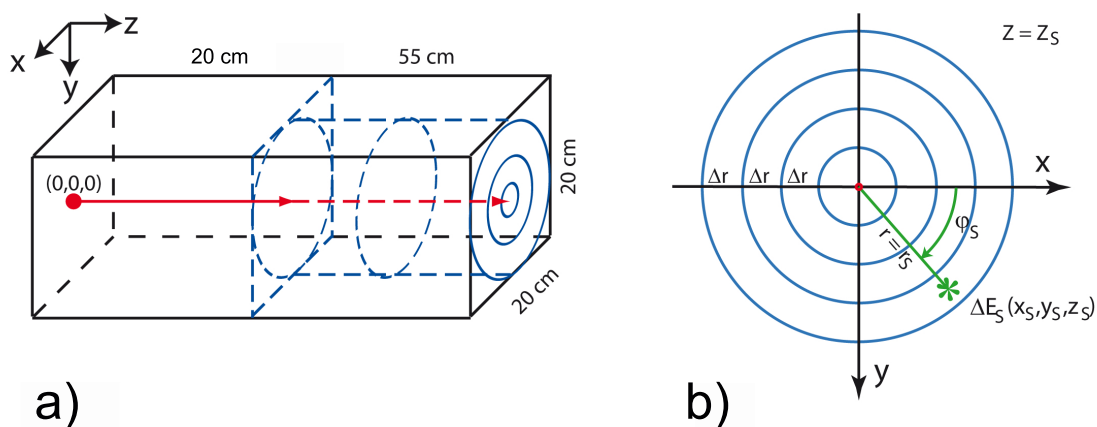 z
x
y
20 cm
55 cm
(0,0,0)
20 cm
20 cm
a)
Z = Z_S
x
Δr
Δr
Δr
φ_S
r = r_S
ΔE_S(x_S,y_S,z_S)
y
b)